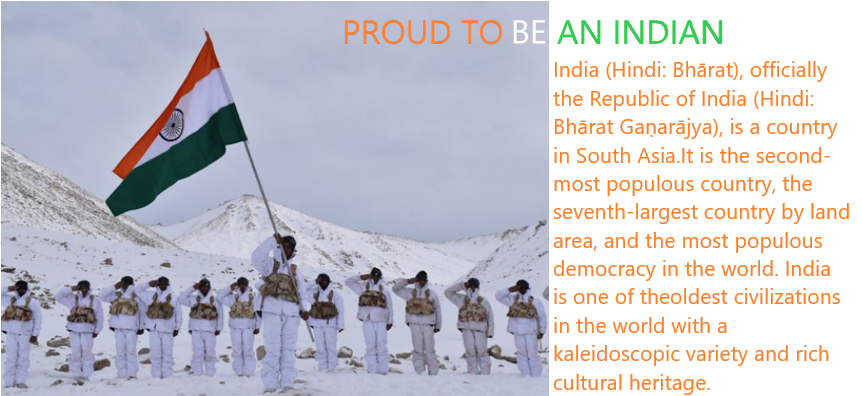 PROUD TO BE AN INDIAN
India (Hindi: Bhārat), officially
the Republic of India (Hindi:
Bhārat Gaṇarājya), is a country
in South Asia.It is the second-
most populous country, the
seventh-largest country by land
area, and the most populous
democracy in the world. India
is one of theoldest civilizations
in the world with a
kaleidoscopic variety and rich
cultural heritage.